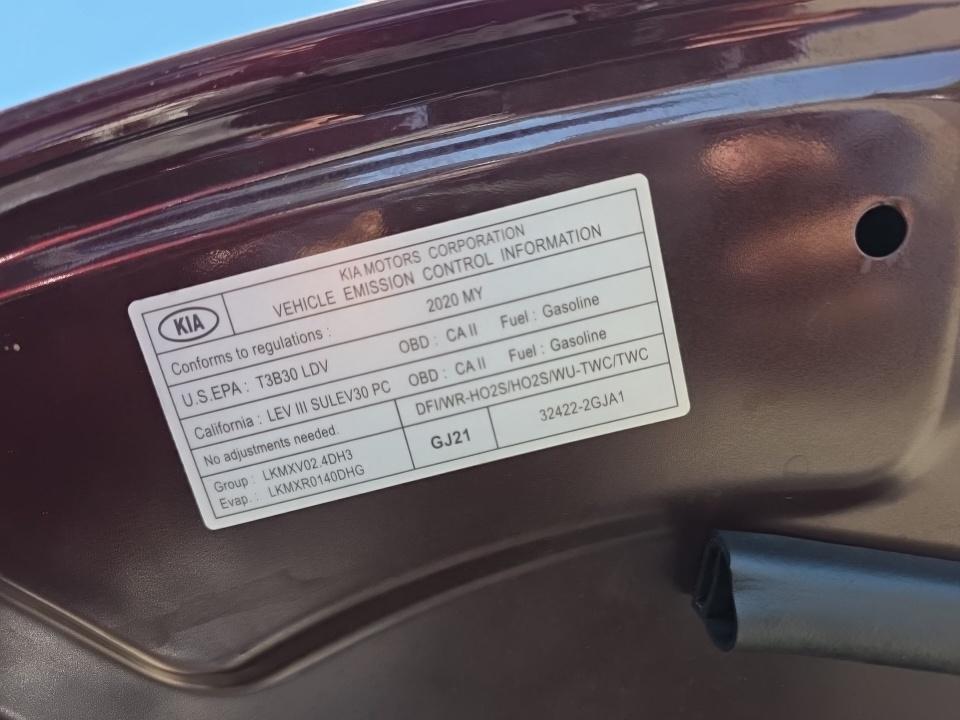 KIA
KIA MOTORS CORPORATION
VEHICLE EMISSION CONTROL INFORMATION
Conforms to regulations : 2020 MY
U.S.EPA : T3B30 LDV OBD : CA II Fuel : Gasoline
California : LEV III SULEV30 PC OBD : CA II Fuel : Gasoline
No adjustments needed. DFI/WR-HO2S/HO2S/WU-TWC/TWC
Group : LKMXV02.4DH3
Evap. : LKMXR0140DHG
GJ21
32422-2GJA1